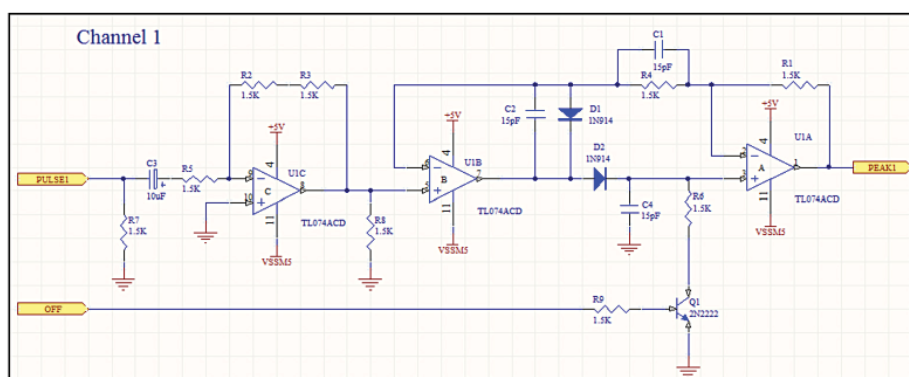 Channel 1
C1
15pF
R2
1.5K
R3
1.5K
R4
1.5K
R1
1.5K
+5V
4
C2
15pF
D1
1N914
+5V
4
+5V
4
U1A
D2
1N914
PULSE1
C3
+
10uF
R5
1.5K
9
10
C
8
U1C
11
TL074ACD
VSSM5
6
5
B
7
U1B
11
TL074ACD
VSSM5
A
1
11
TL074ACD
VSSM5
PEAK1
R7
1.5K
R8
1.5K
C4
15pF
R6
1.5K
OFF
R9
1.5K
Q1
2N2222